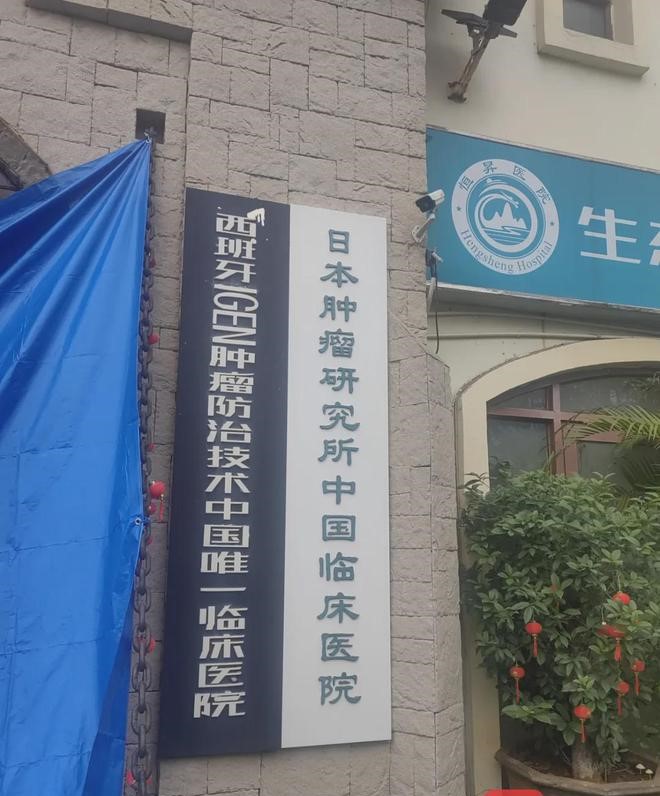 西班牙IGEN肿瘤防治技术中国唯一临床医院
日本肿瘤研究所中国临床医院
恒昇医院
Hengsheng Hospital
生态